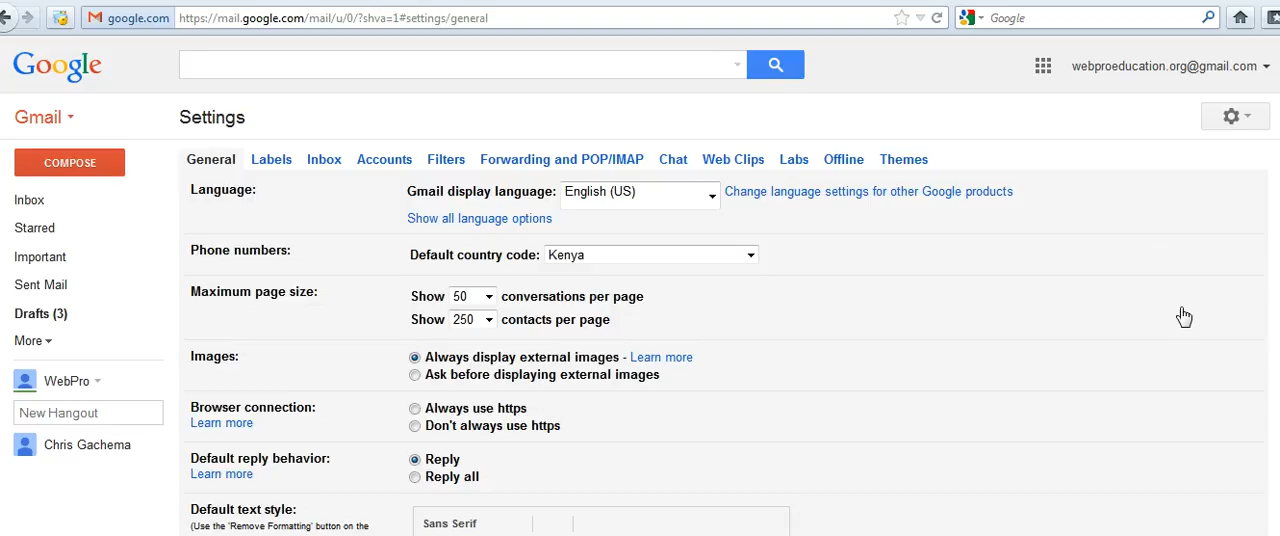 google.com https://mail.google.com/mail/u/0/?shva=1#settings/general Google
Google webproeducation.org@gmail.com
Gmail Settings
COMPOSE General Labels Inbox Accounts Filters Forwarding and POP/IMAP Chat Web Clips Labs Offline Themes
Language: Gmail display language: English (US) Change language settings for other Google products
Inbox
Show all language options
Starred
Phone numbers: Default country code: Kenya
Important
Sent Mail
Maximum page size: Show 50 conversations per page
Drafts (3)
Show 250 contacts per page
More
Images: Always display external images - Learn more
Ask before displaying external images
WebPro
New Hangout
Browser connection: Always use https
Learn more Don't always use https
Chris Gachema
Default reply behavior: Reply
Learn more Reply all
Default text style:
(Use the 'Remove Formatting' button on the
Sans Serif